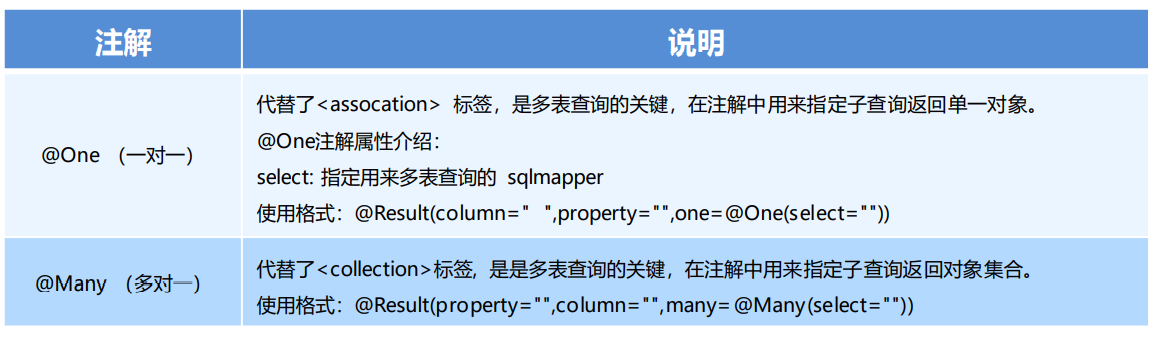 注解
说明
@One （一对一）
代替了<assocation> 标签，是多表查询的关键，在注解中用来指定子查询返回单一对象。
@One注解属性介绍：
select: 指定用来多表查询的 sqlmapper
使用格式：@Result(column=" ",property="",one=@One(select=""))
@Many （多对一）
代替了<collection>标签, 是是多表查询的关键，在注解中用来指定子查询返回对象集合。
使用格式：@Result(property="",column="",many=@Many(select=""))